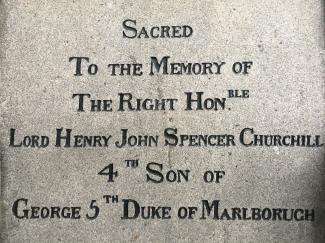 Sacred
To the Memory of
The Right Hon.ble
Lord Henry John Spencer Churchill
4th Son of
George 5th Duke of Marlboruch